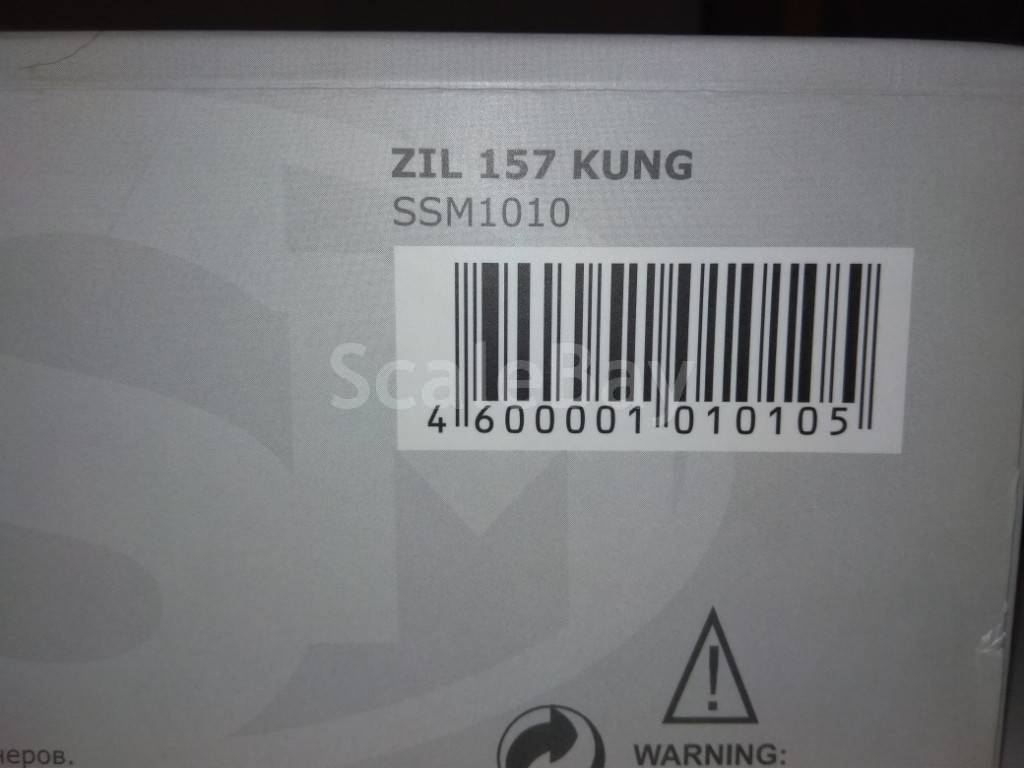 ZIL 157 KUNG
SSM1010
ScaleBay
4 600001 010105
неров.
WARNING: